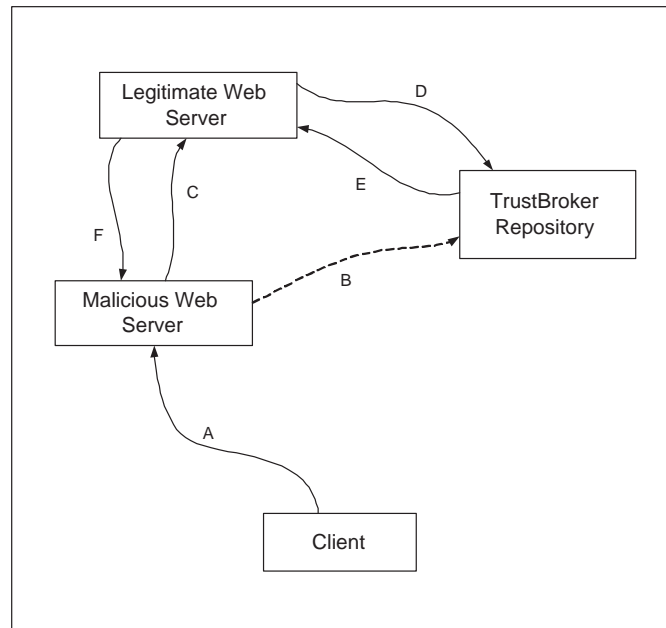 Legitimate Web
Server
D
E
C
F
TrustBroker
Repository
B
Malicious Web
Server
A
Client